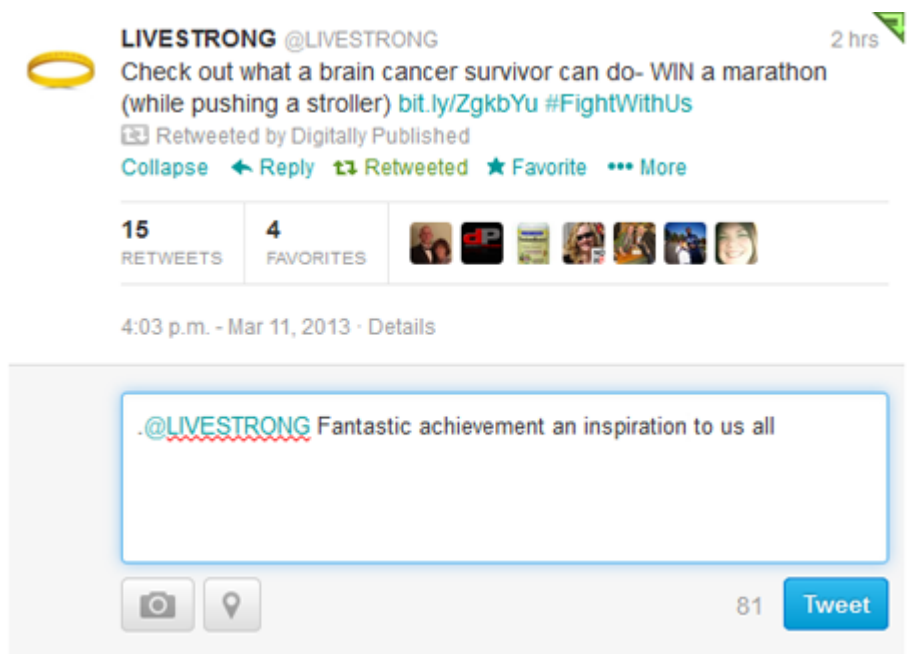 LIVESTRONG @LIVESTRONG 2 hrs
Check out what a brain cancer survivor can do- WIN a marathon
(while pushing a stroller) bit.ly/ZgkbYu #FightWithUs
Retweeted by Digitally Published
Collapse Reply Retweeted Favorite More
15 4
RETWEETS FAVORITES
dP
4:03 p.m. - Mar 11, 2013 · Details
.@LIVESTRONG Fantastic achievement an inspiration to us all
81 Tweet